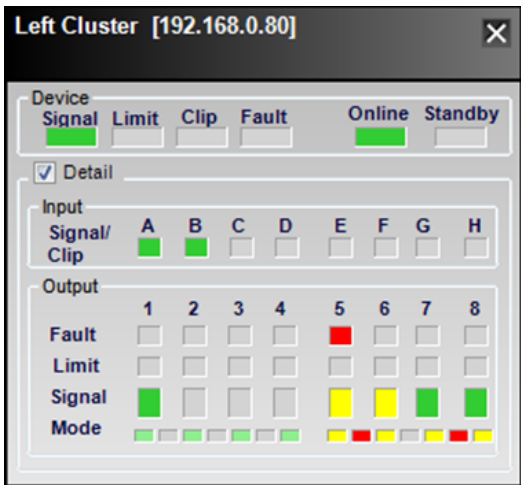 Left Cluster [192.168.0.80]
Device
Signal Limit Clip Fault Online Standby
Detail
Input
Signal/ A B C D E F G H
Clip
Output
1 2 3 4 5 6 7 8
Fault
Limit
Signal
Mode